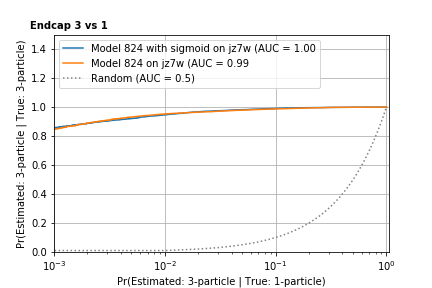 Endcap 3 vs 1
1.4
1.2
1.0
0.8
0.6
0.4
0.2
0.0
Pr(Estimated: 3-particle | True: 3-particle)
Model 824 with sigmoid on jz7w (AUC = 1.00
Model 824 on jz7w (AUC = 0.99
Random (AUC = 0.5)
10⁻³ 10⁻² 10⁻¹ 10⁰
Pr(Estimated: 3-particle | True: 1-particle)